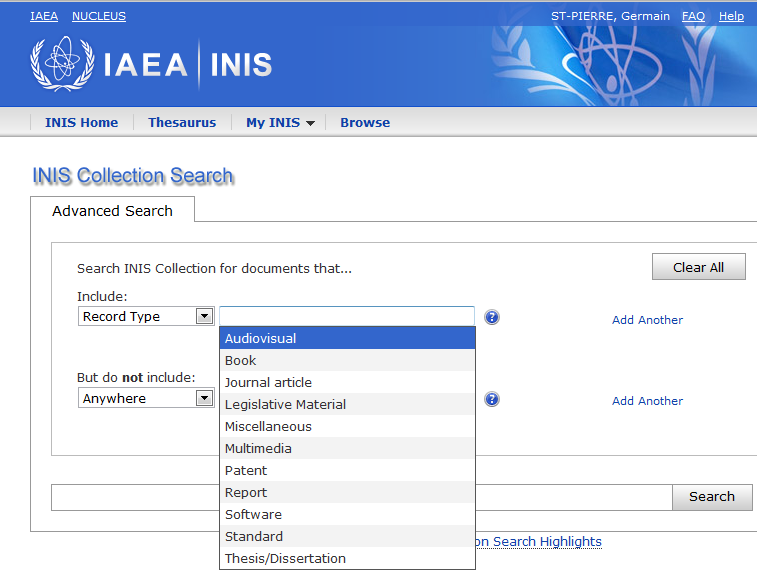 IAEA NUCLEUS ST-PIERRE, Germain FAQ Help
IAEA | INIS
INIS Home Thesaurus My INIS Browse
INIS Collection Search
Advanced Search
Search INIS Collection for documents that... Clear All
Include:
Record Type ? Add Another
Audiovisual
Book
Journal article
But do not include:
Anywhere ? Add Another
Legislative Material
Miscellaneous
Multimedia
Patent
Report
Software
Standard
Thesis/Dissertation
Search
on Search Highlights